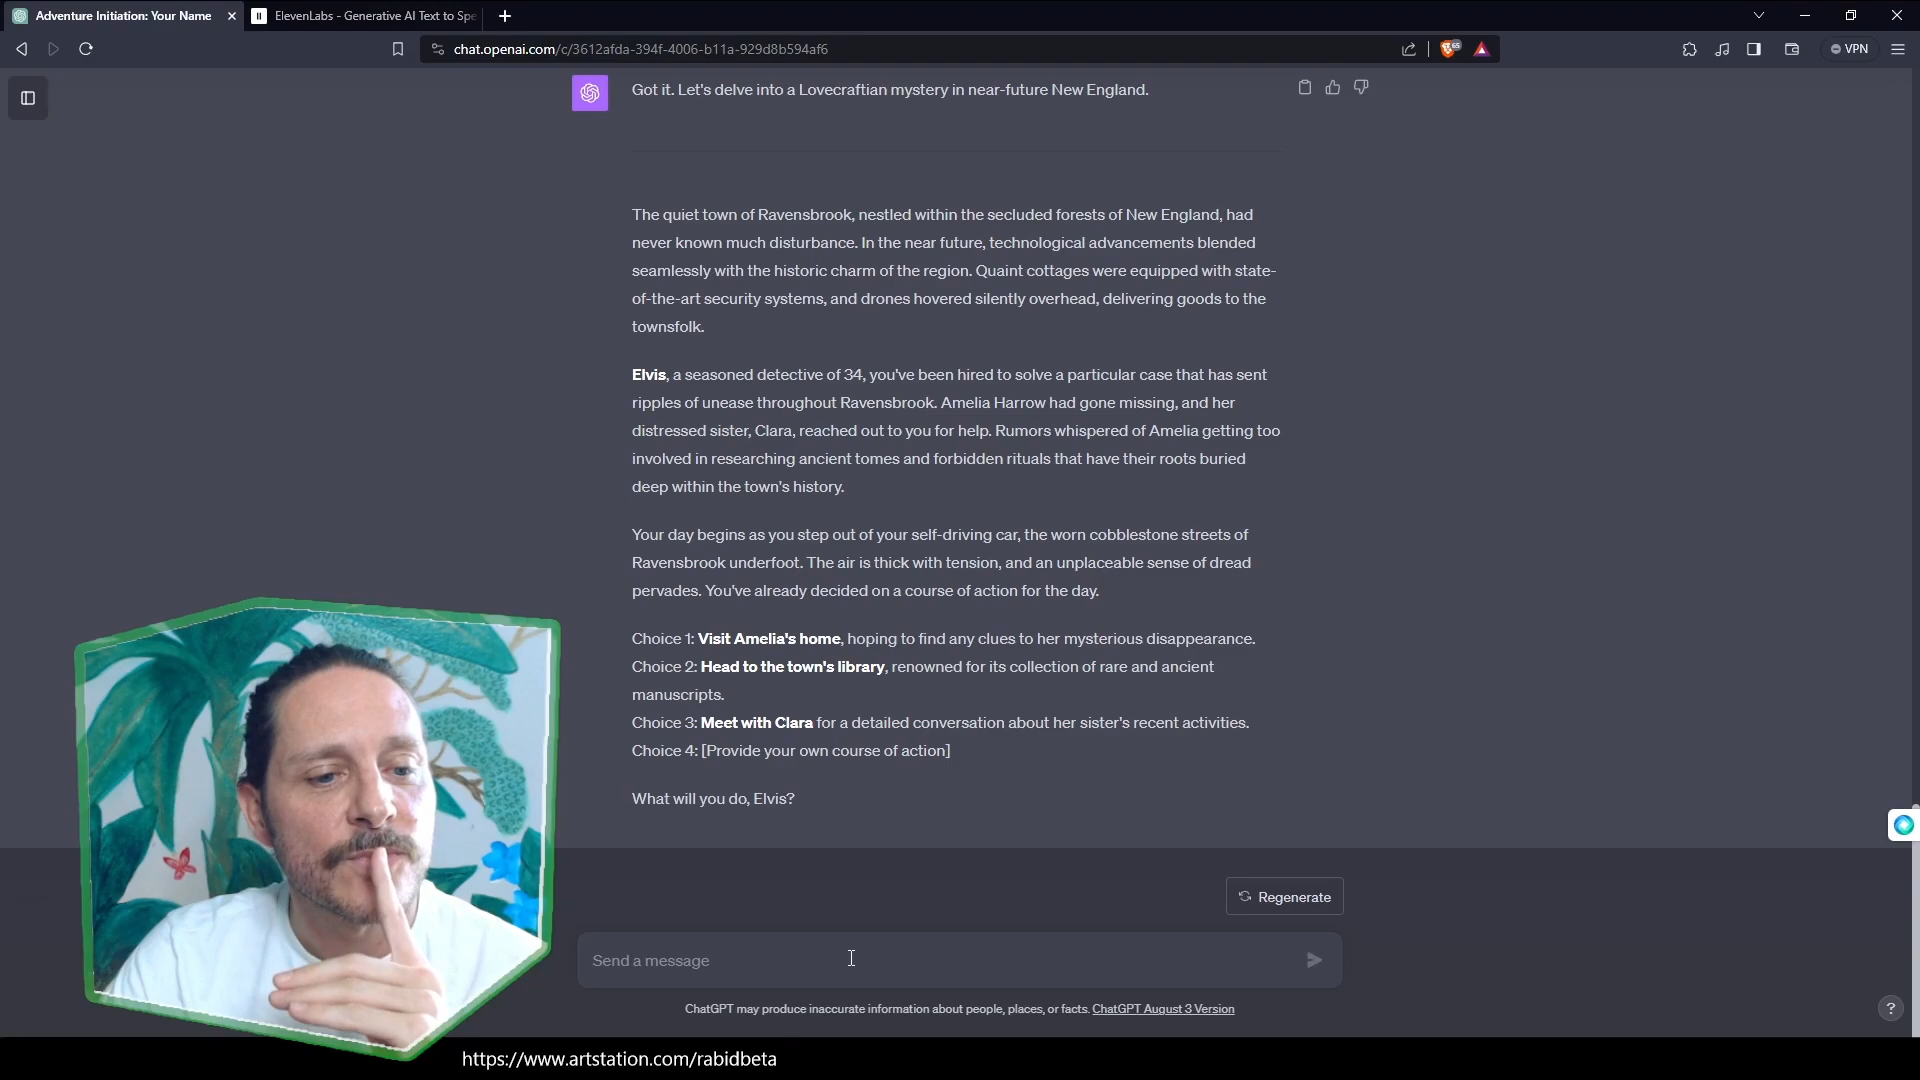 Adventure Initiation: Your Name
ElevenLabs - Generative AI Text to Spe
chat.openai.com/c/3612afda-394f-4006-b11a-929d8b594af6
65
VPN
Got it. Let's delve into a Lovecraftian mystery in near-future New England.
The quiet town of Ravensbrook, nestled within the secluded forests of New England, had
never known much disturbance. In the near future, technological advancements blended
seamlessly with the historic charm of the region. Quaint cottages were equipped with state-
of-the-art security systems, and drones hovered silently overhead, delivering goods to the
townsfolk.
Elvis, a seasoned detective of 34, you've been hired to solve a particular case that has sent
ripples of unease throughout Ravensbrook. Amelia Harrow had gone missing, and her
distressed sister, Clara, reached out to you for help. Rumors whispered of Amelia getting too
involved in researching ancient tomes and forbidden rituals that have their roots buried
deep within the town's history.
Your day begins as you step out of your self-driving car, the worn cobblestone streets of
Ravensbrook underfoot. The air is thick with tension, and an unplaceable sense of dread
pervades. You've already decided on a course of action for the day.
Choice 1: Visit Amelia's home, hoping to find any clues to her mysterious disappearance.
Choice 2: Head to the town's library, renowned for its collection of rare and ancient
manuscripts.
Choice 3: Meet with Clara for a detailed conversation about her sister's recent activities.
Choice 4: [Provide your own course of action]
What will you do, Elvis?
Regenerate
Send a message
ChatGPT may produce inaccurate information about people, places, or facts. ChatGPT August 3 Version
?
https://www.artstation.com/rabidbeta